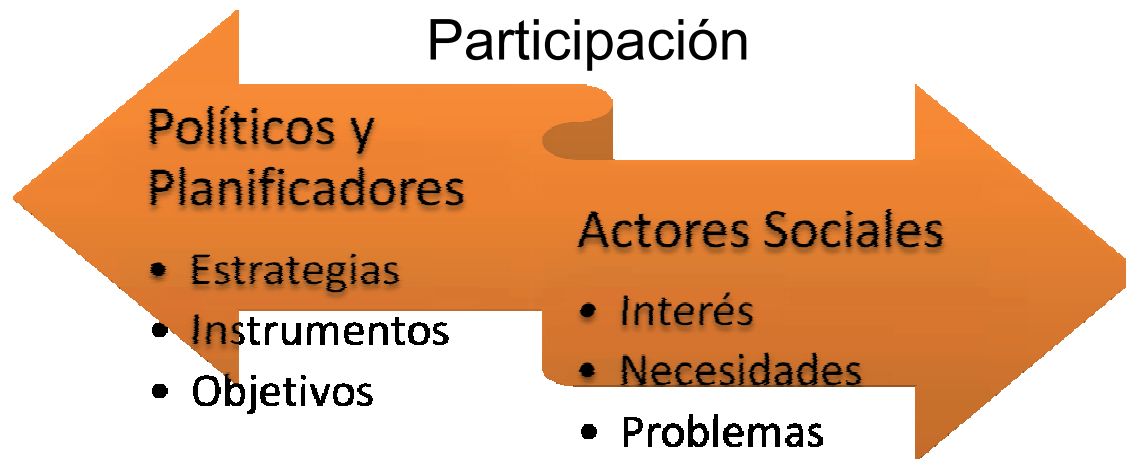 Participación
Políticos y
Planificadores
• Estrategias
• Instrumentos
• Objetivos
Actores Sociales
• Interés
• Necesidades
• Problemas